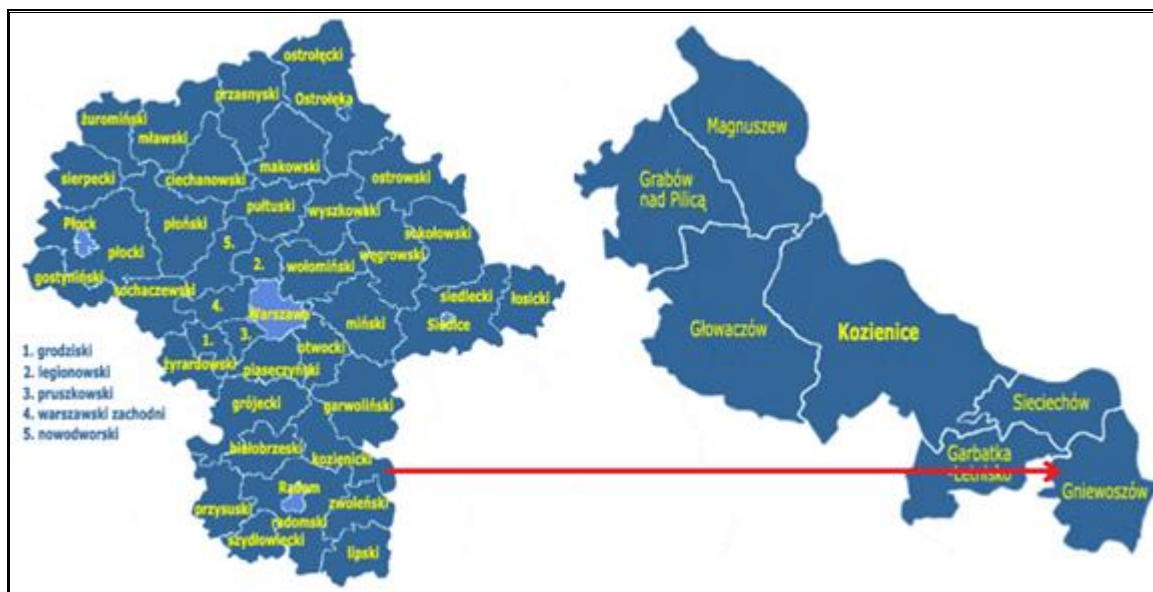 ostrołęcki
przasnyski
Ostrołęka
żuromiński
mławski
makowski
sierpecki
ciechanowski
ostrowski
pułtuski
wyszkowski
Płock
płoński
sokołowski
5.
płocki
2.
wołomiński
węgrowski
gostyniński
sochaczewski
siedlecki
łosicki
4.
Warszawa
miński
Siedlce
1.
3.
otwocki
żyrardowski
piaseczyński
grójecki
garwoliński
białobrzeski
kozienicki
Radom
zwoleński
przysuski
radomski
szydłowiecki
lipski
1. grodziski
2. legionowski
3. pruszkowski
4. warszawski zachodni
5. nowodworski
Magnuszew
Grabów
nad Pilicą
Głowaczów
Kozienice
Sieciechów
Garbatka
-Letnisko
Gniewoszów